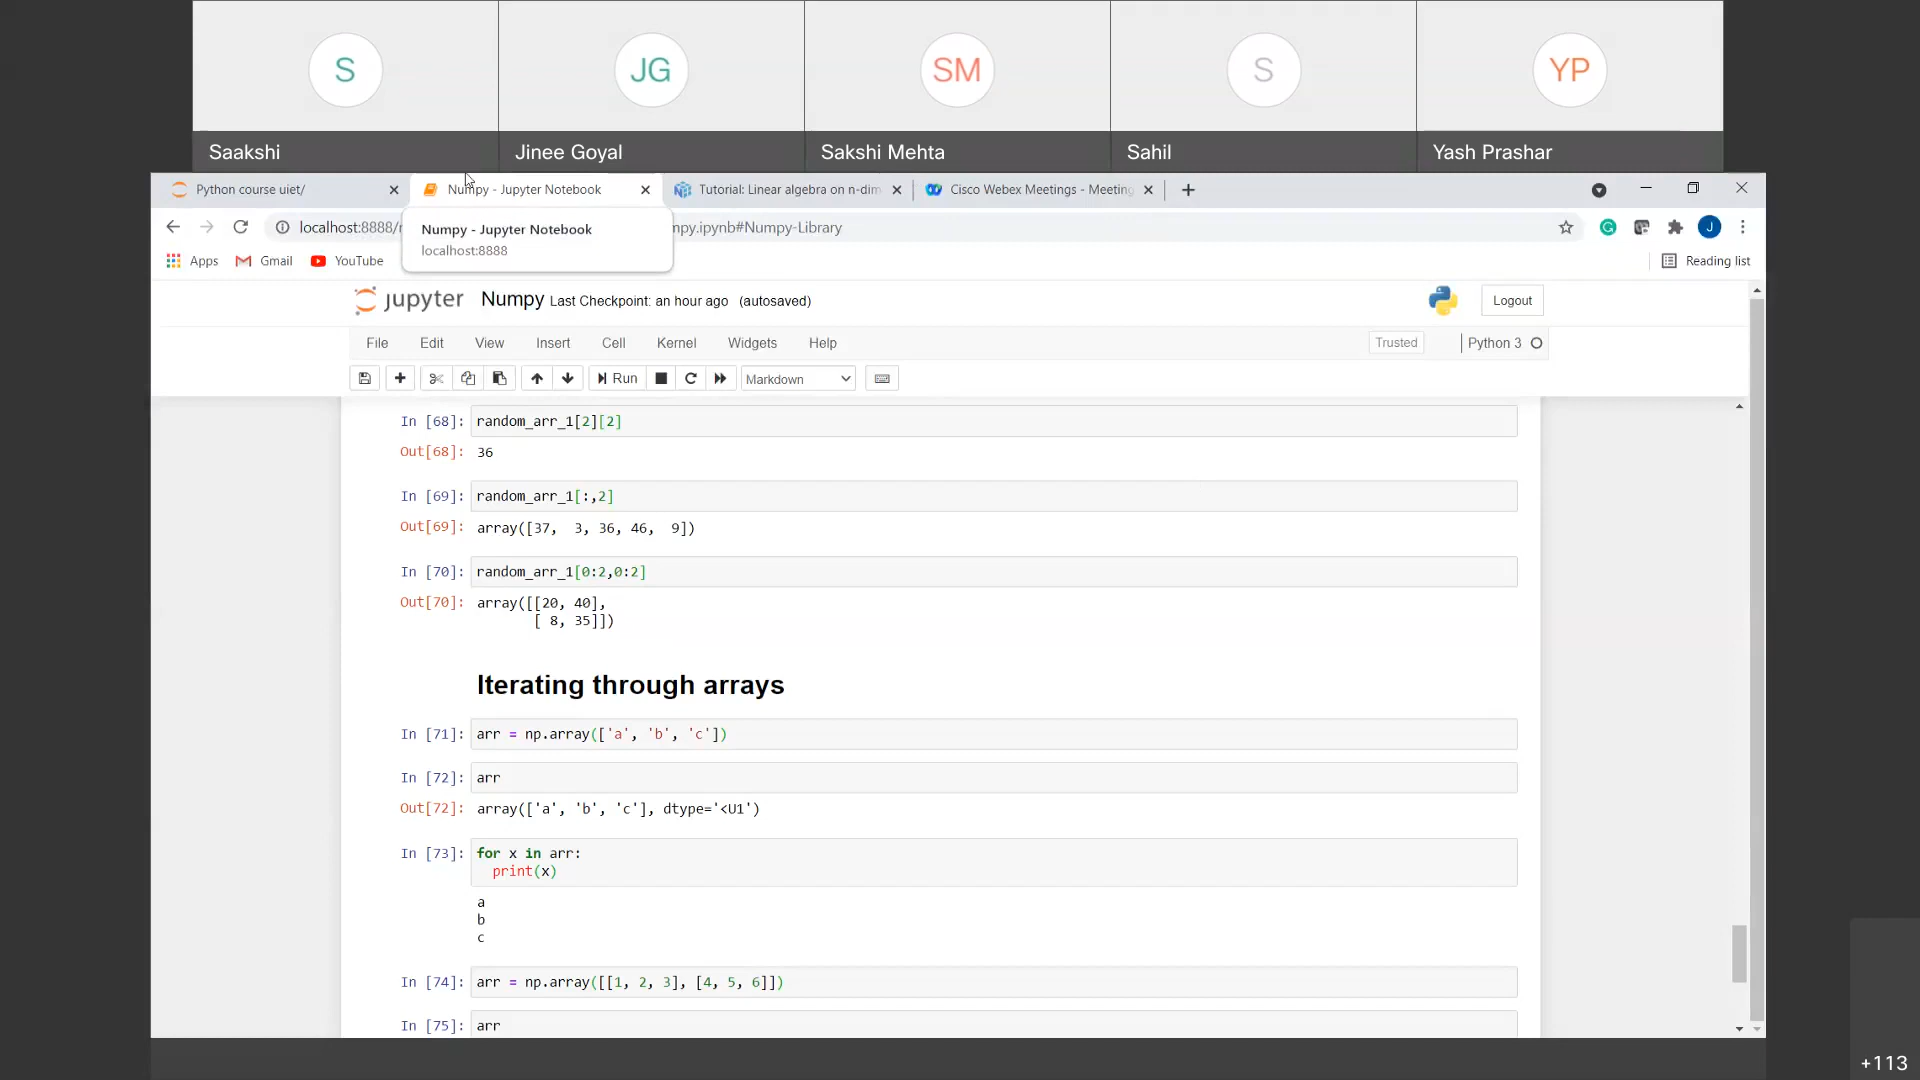 S
JG
SM
S
YP
Saakshi
Jinee Goyal
Sakshi Mehta
Sahil
Yash Prashar
Python course uiet/
Numpy - Jupyter Notebook
Tutorial: Linear algebra on n-dim
Cisco Webex Meetings - Meeting
localhost:8888/
mpy.ipynb#Numpy-Library
J
Numpy - Jupyter Notebook
localhost:8888
Apps
Gmail
YouTube
Reading list
jupyter
Numpy Last Checkpoint: an hour ago (autosaved)
Logout
File Edit View Insert Cell Kernel Widgets Help
Trusted
Python 3
Run
Markdown
In [68]: random_arr_1[2][2]
Out[68]: 36
In [69]: random_arr_1[:,2]
Out[69]: array([37,  3, 36, 46,  9])
In [70]: random_arr_1[0:2,0:2]
Out[70]: array([[20, 40],
[ 8, 35]])
Iterating through arrays
In [71]: arr = np.array(['a', 'b', 'c'])
In [72]: arr
Out[72]: array(['a', 'b', 'c'], dtype='<U1')
In [73]: for x in arr:
print(x)
a
b
c
In [74]: arr = np.array([[1, 2, 3], [4, 5, 6]])
In [75]: arr
+113